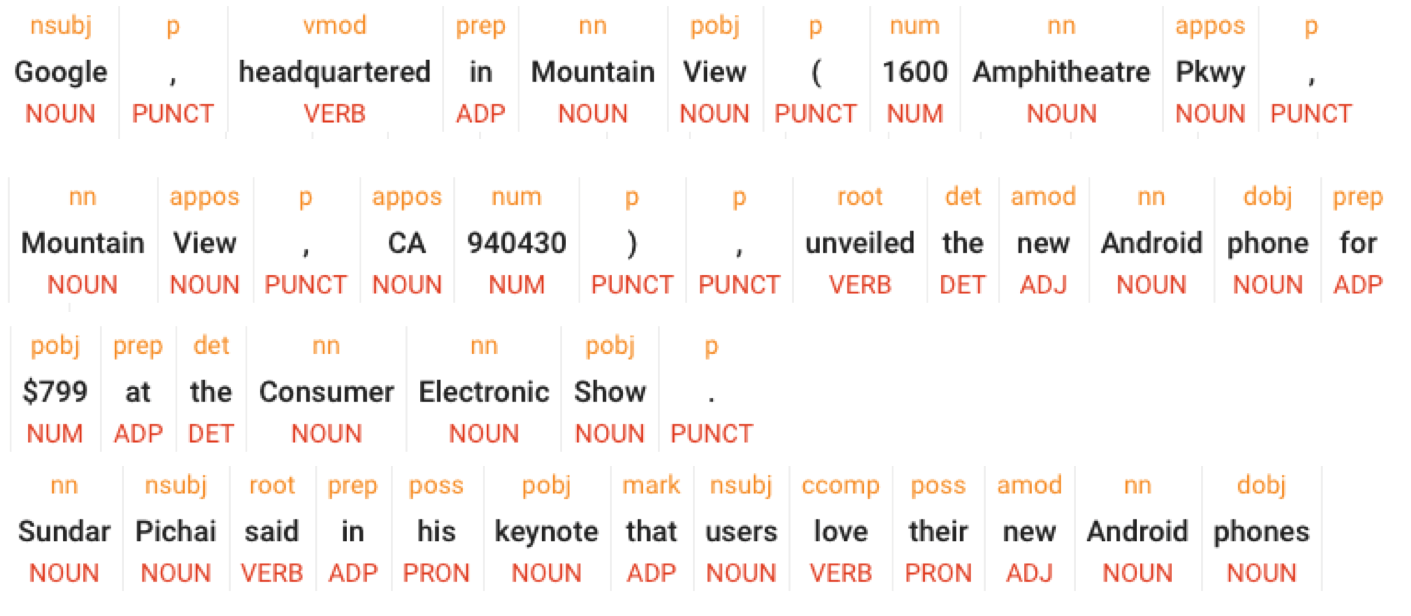 nsubj p vmod prep nn pobj p num nn appos p
Google , headquartered in Mountain View ( 1600 Amphitheatre Pkwy ,
NOUN PUNCT VERB ADP NOUN NOUN PUNCT NUM NOUN NOUN PUNCT
nn appos p appos num p p root det amod nn dobj prep
Mountain View , CA 940430 ) , unveiled the new Android phone for
NOUN NOUN PUNCT NOUN NUM PUNCT PUNCT VERB DET ADJ NOUN NOUN ADP
pobj prep det nn nn pobj p
$799 at the Consumer Electronic Show .
NUM ADP DET NOUN NOUN NOUN PUNCT
nn nsubj root prep poss pobj mark nsubj ccomp poss amod nn dobj
Sundar Pichai said in his keynote that users love their new Android phones
NOUN NOUN VERB ADP PRON NOUN ADP NOUN VERB PRON ADJ NOUN NOUN